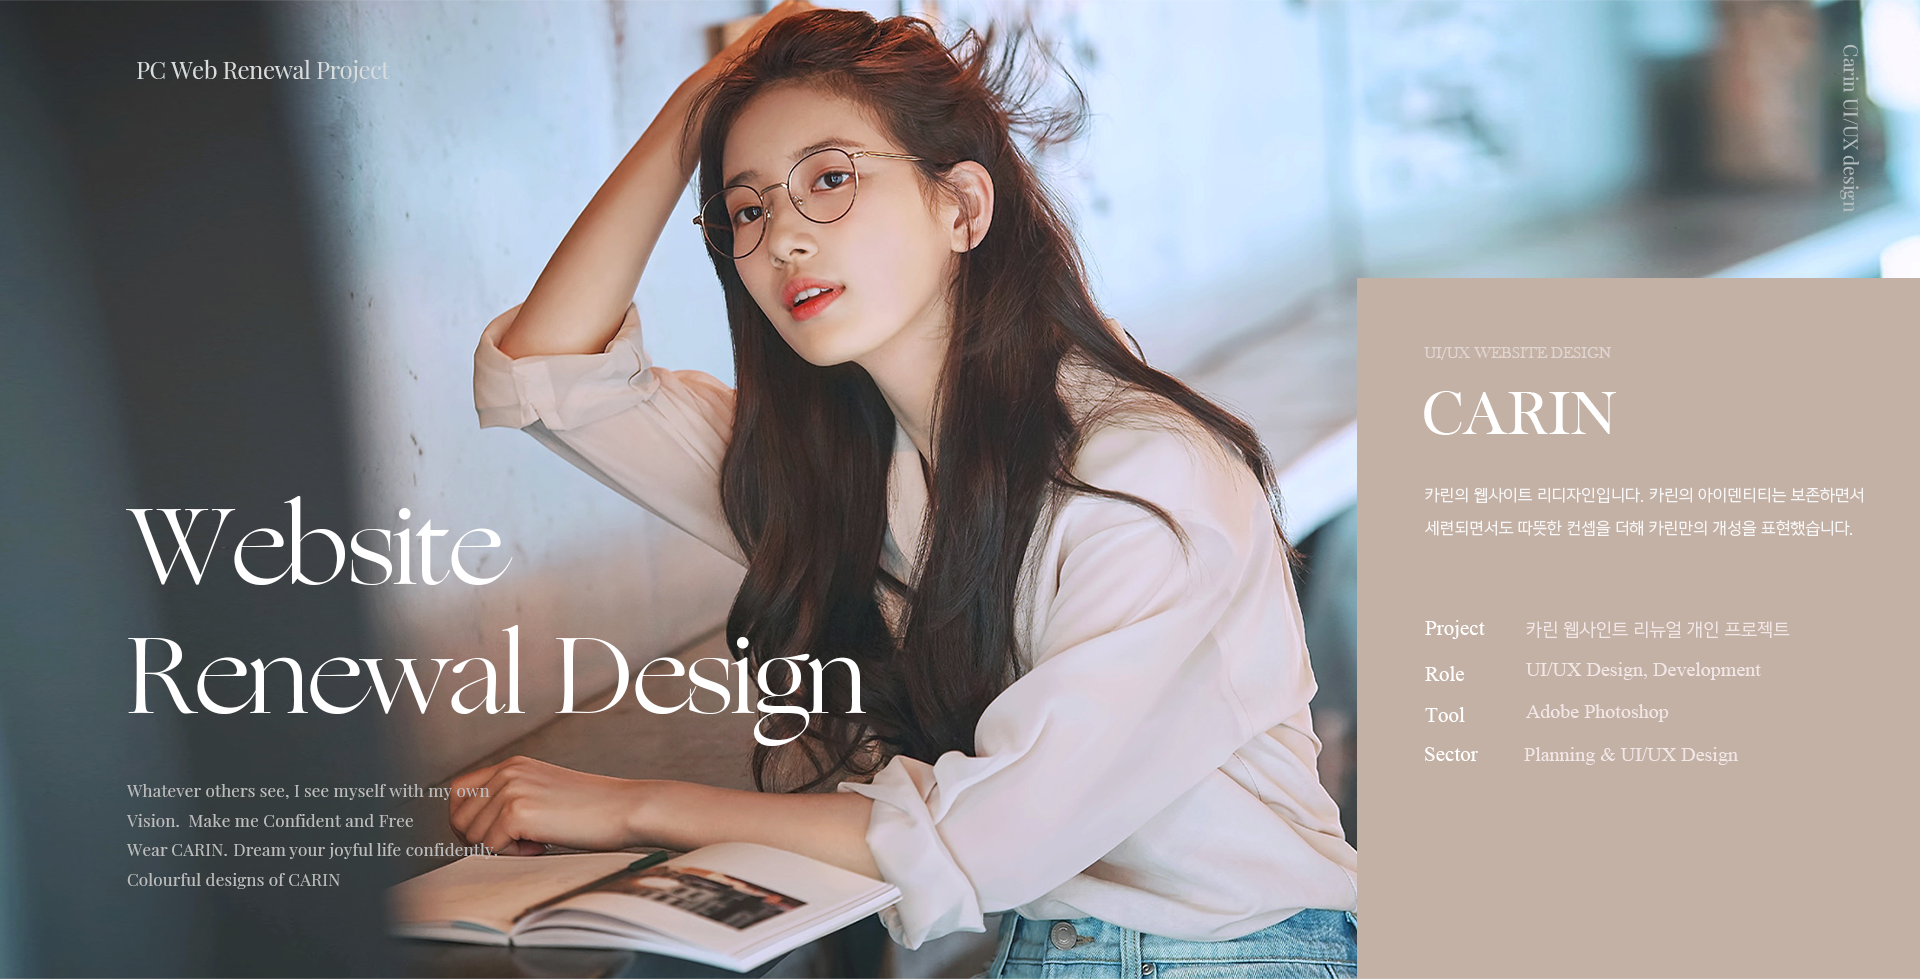 PC Web Renewal Project
Carin UI/UX design
Website
Renewal Design
Whatever others see, I see myself with my own
Vision.  Make me Confident and Free
Wear CARIN. Dream your joyful life confidently.
Colourful designs of CARIN
UI/UX WEBSITE DESIGN
CARIN
카린의 웹사이트 리디자인입니다. 카린의 아이덴티티는 보존하면서
세련되면서도 따뜻한 컨셉을 더해 카린만의 개성을 표현했습니다.
Project 카린 웹사인트 리뉴얼 개인 프로젝트
Role UI/UX Design, Development
Tool Adobe Photoshop
Sector Planning & UI/UX Design